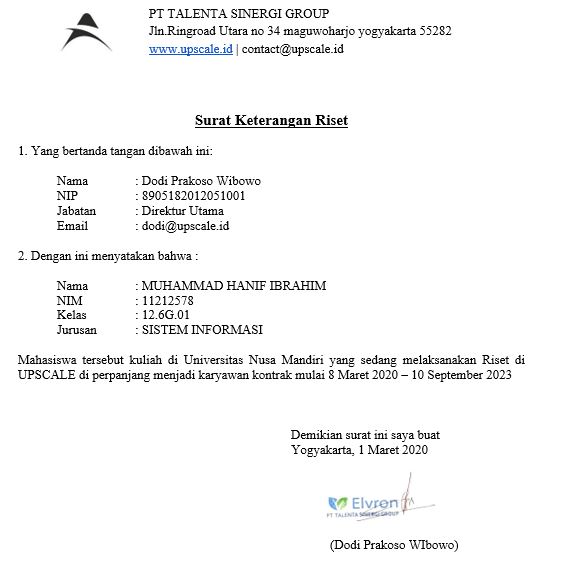 PT TALENTA SINERGI GROUP
Jln.Ringroad Utara no 34 maguwoharjo yogyakarta 55282
www.upscale.id | contact@upscale.id
Surat Keterangan Riset
1. Yang bertanda tangan dibawah ini:
Nama : Dodi Prakoso Wibowo
NIP : 8905182012051001
Jabatan : Direktur Utama
Email : dodi@upscale.id
2. Dengan ini menyatakan bahwa :
Nama : MUHAMMAD HANIF IBRAHIM
NIM : 11212578
Kelas : 12.6G.01
Jurusan : SISTEM INFORMASI
Mahasiswa tersebut kuliah di Universitas Nusa Mandiri yang sedang melaksanakan Riset di
UPSCALE di perpanjang menjadi karyawan kontrak mulai 8 Maret 2020 – 10 September 2023
Demikian surat ini saya buat
Yogyakarta, 1 Maret 2020
Elvron
PT TALENTA SINERGI GROUP
(Dodi Prakoso WIbowo)